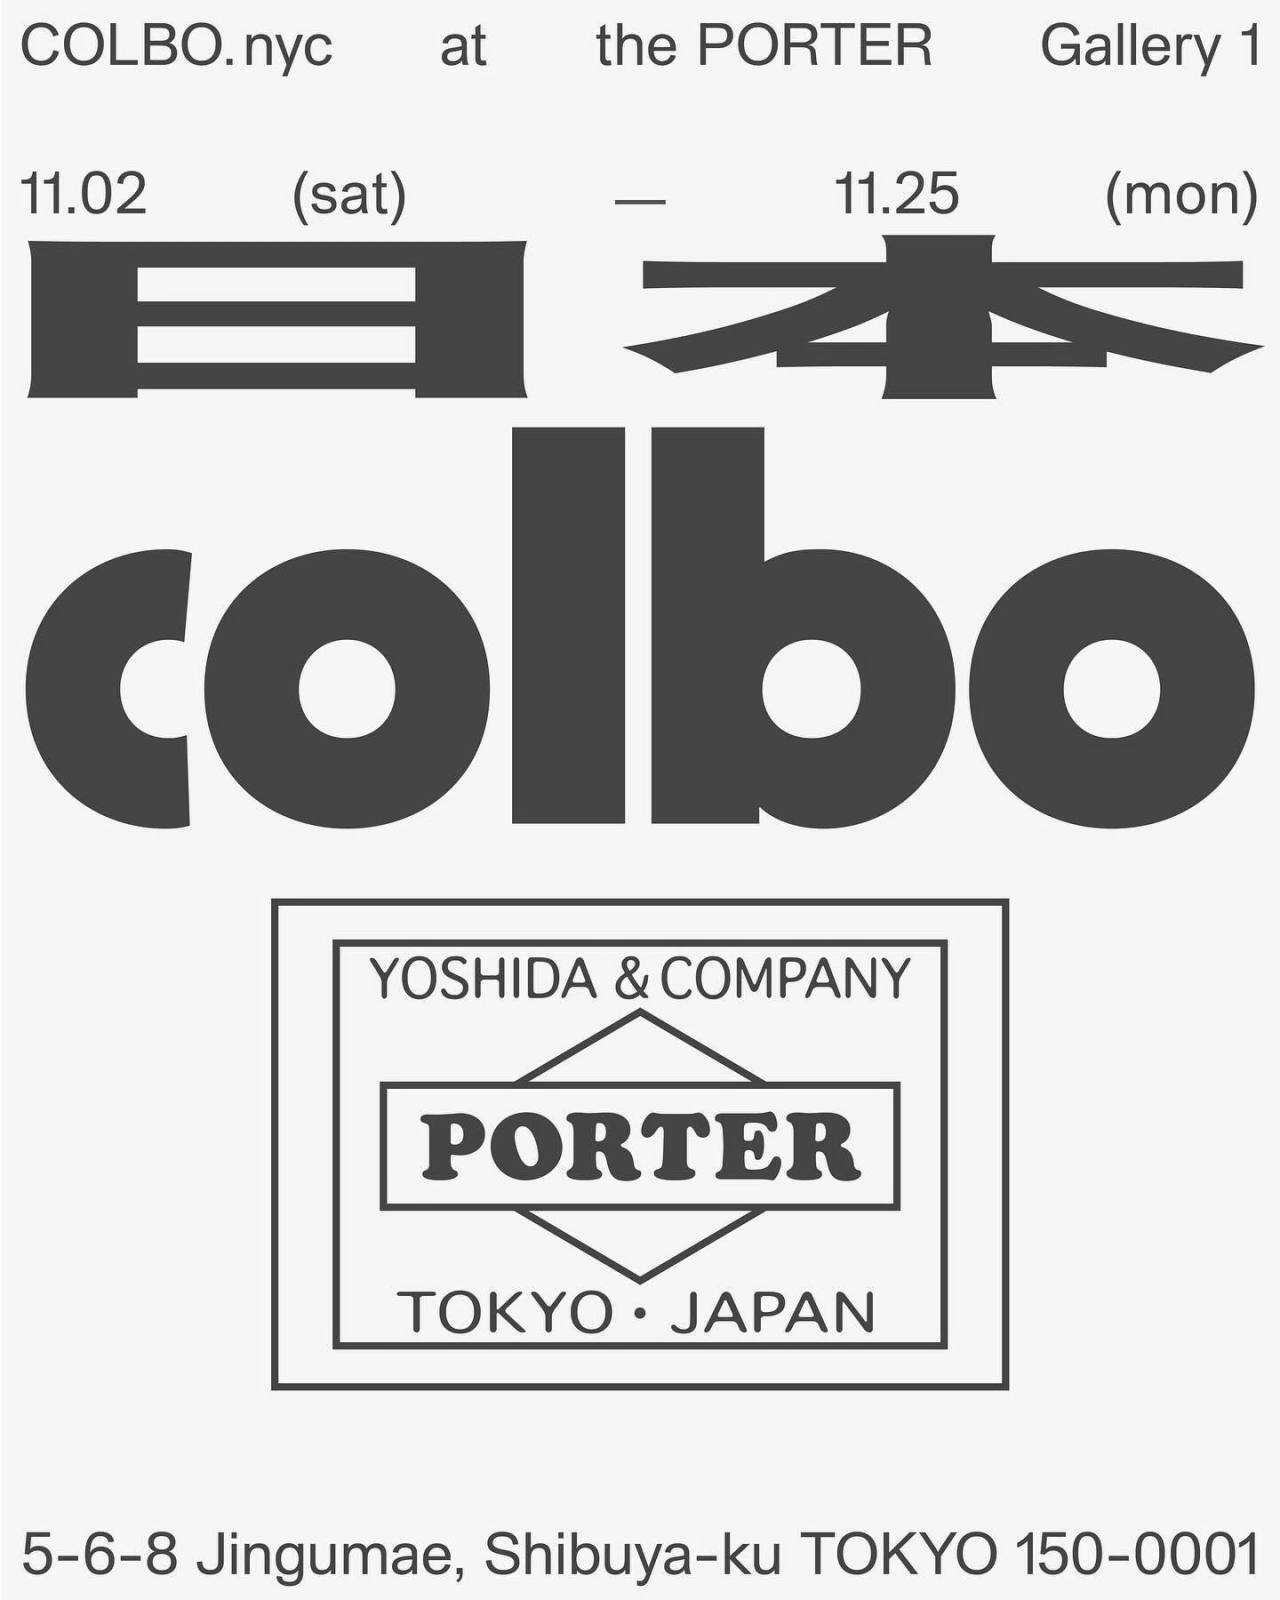 COLBO.nyc at the PORTER Gallery 1
11.02 (sat) — 11.25 (mon)
日本
colbo
YOSHIDA & COMPANY
PORTER
TOKYO・JAPAN
5-6-8 Jingumae, Shibuya-ku TOKYO 150-0001